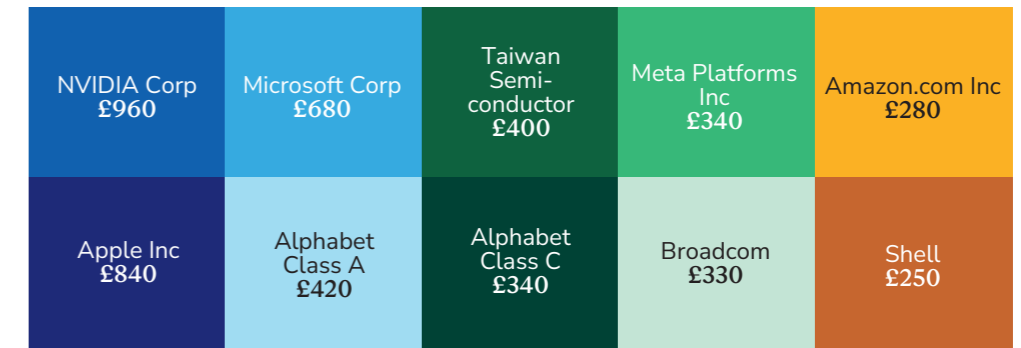 NVIDIA Corp
£960
Microsoft Corp
£680
Taiwan
Semi-
conductor
£400
Meta Platforms
Inc
£340
Amazon.com Inc
£280
Apple Inc
£840
Alphabet
Class A
£420
Alphabet
Class C
£340
Broadcom
£330
Shell
£250